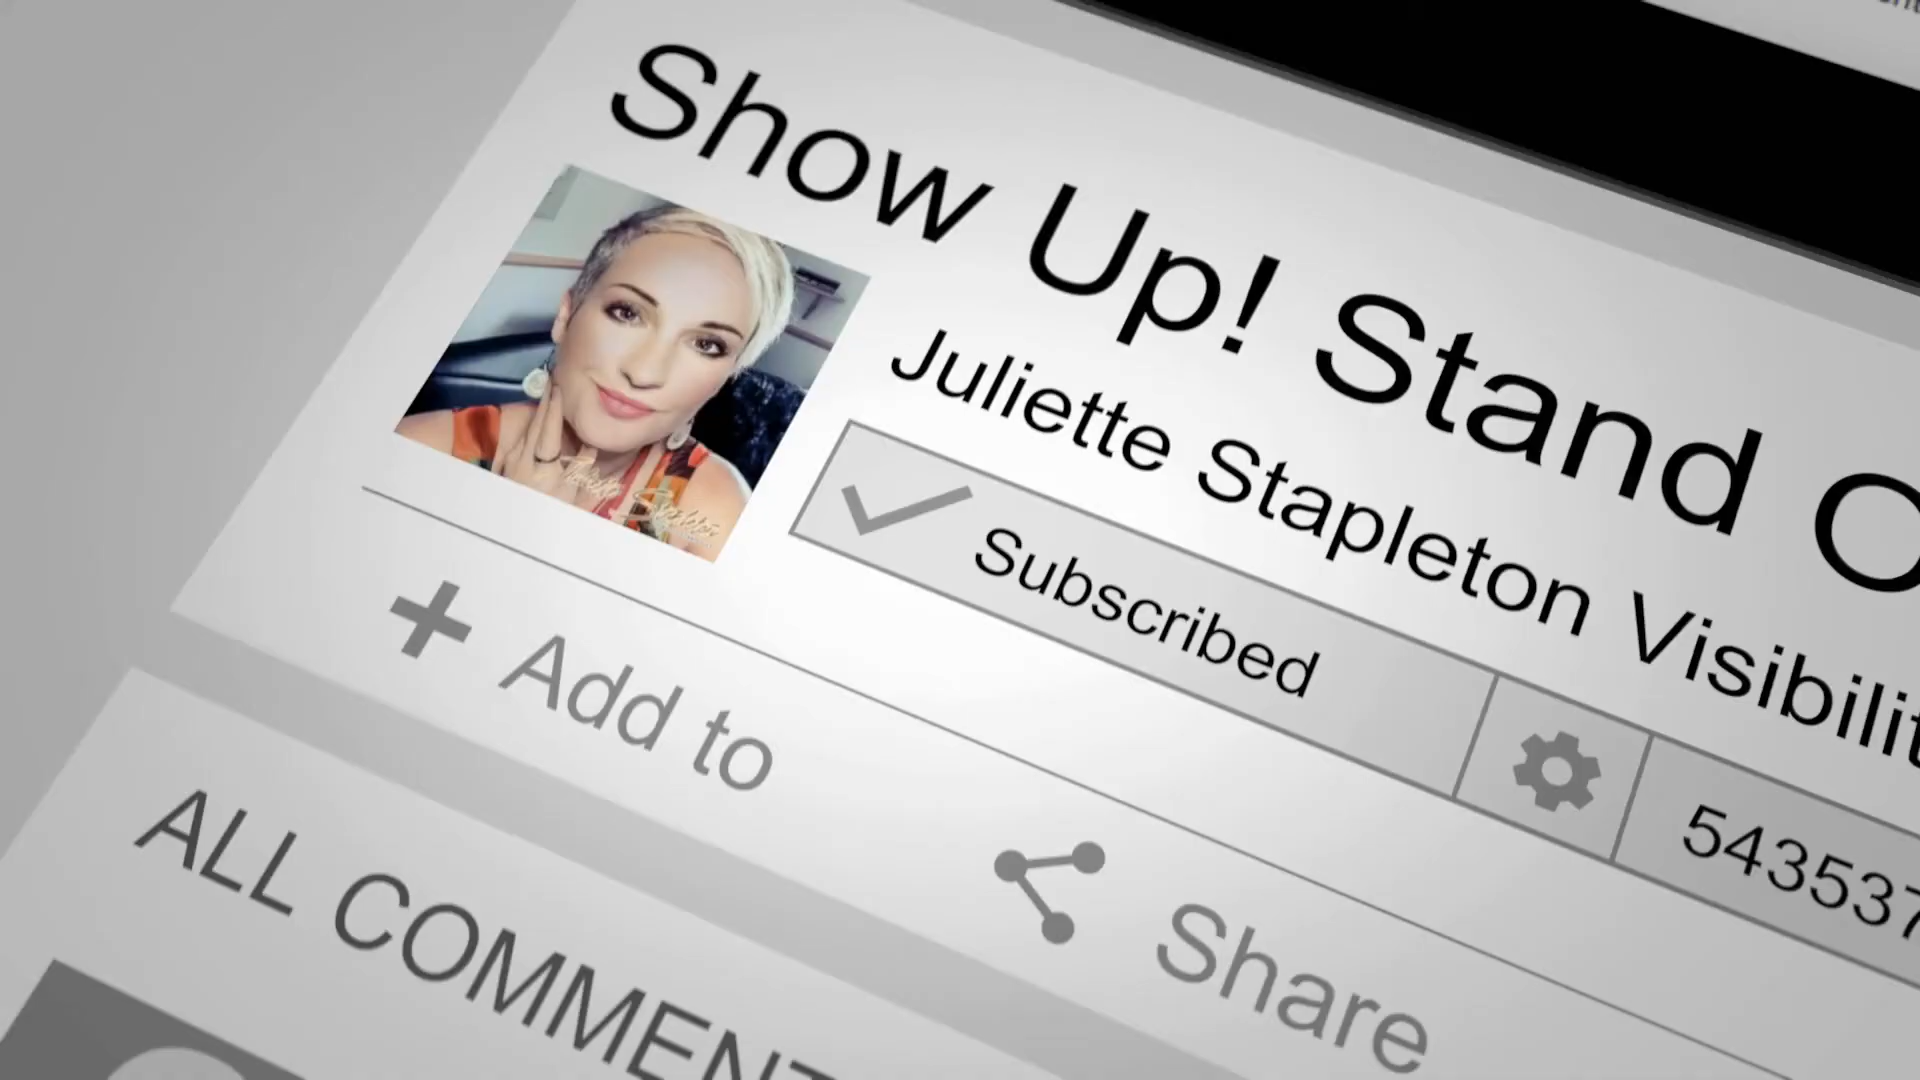 Show Up! Stand O
Juliette Stapleton Visibilit
Subscribed
543537
Add to
Share
ALL COMMENT